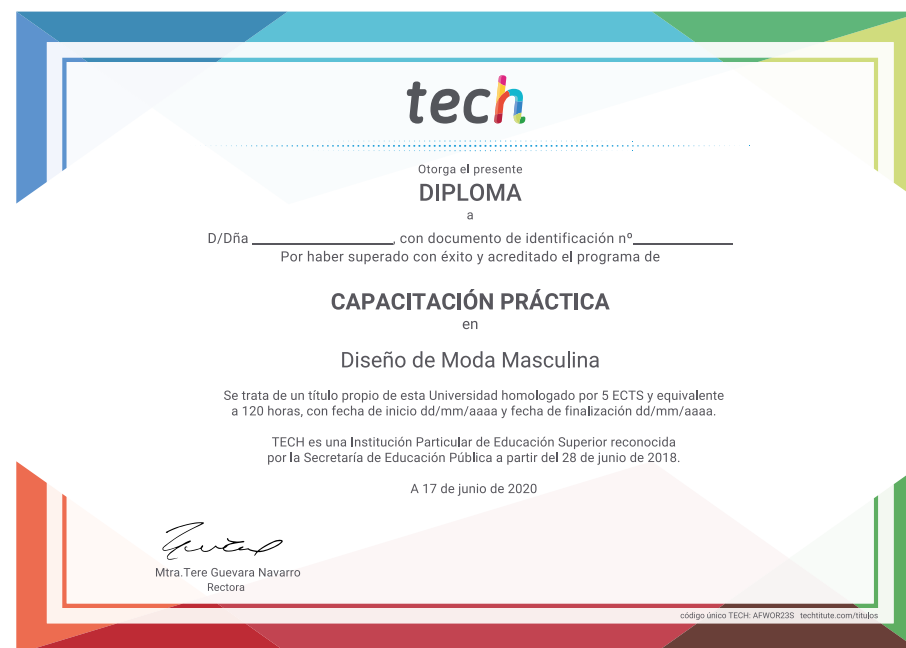 tech
Otorga el presente
DIPLOMA
a
D/Dña ____________________, con documento de identificación nº______________
Por haber superado con éxito y acreditado el programa de
CAPACITACIÓN PRÁCTICA
en
Diseño de Moda Masculina
Se trata de un título propio de esta Universidad homologado por 5 ECTS y equivalente
a 120 horas, con fecha de inicio dd/mm/aaaa y fecha de finalización dd/mm/aaaa.
TECH es una Institución Particular de Educación Superior reconocida
por la Secretaría de Educación Pública a partir del 28 de junio de 2018.
A 17 de junio de 2020
Mtra.Tere Guevara Navarro
Rectora
código único TECH: AFWOR23S techtitute.com/titulos